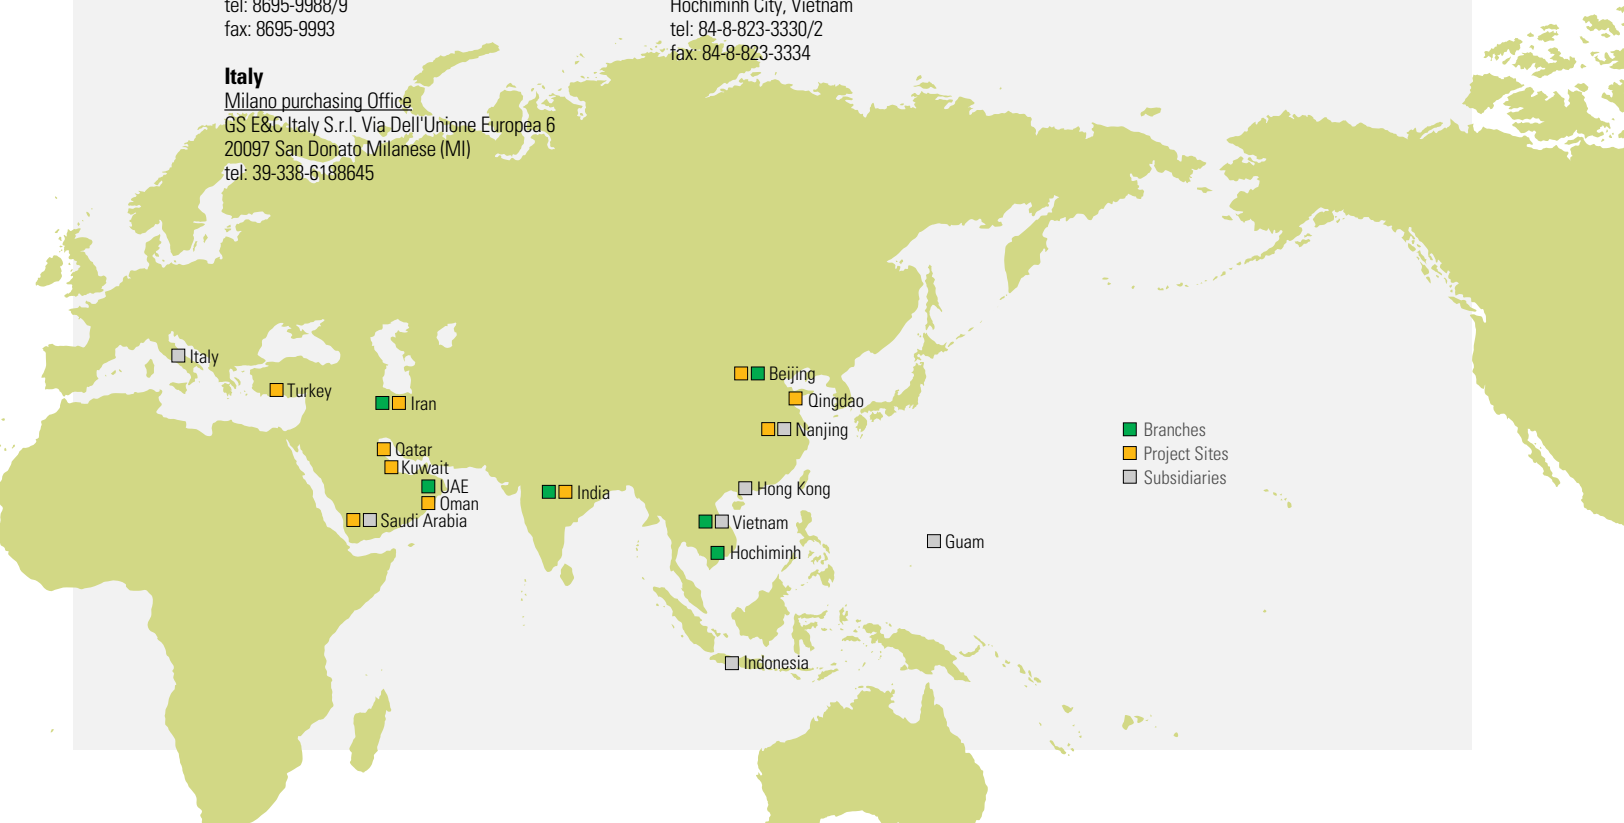 tel: 8695-9988/9
fax: 8695-9993
Italy
Milano purchasing Office
GS E&C Italy S.r.l. Via Dell'Unione Europea 6
20097 San Donato Milanese (MI)
tel: 39-338-6188645
Hochiminh City, Vietnam
tel: 84-8-823-3330/2
fax: 84-8-823-3334
Italy
Turkey
Iran
Qatar
Kuwait
UAE
Oman
Saudi Arabia
India
Beijing
Qingdao
Nanjing
Hong Kong
Vietnam
Hochiminh
Indonesia
Guam
Branches
Project Sites
Subsidiaries